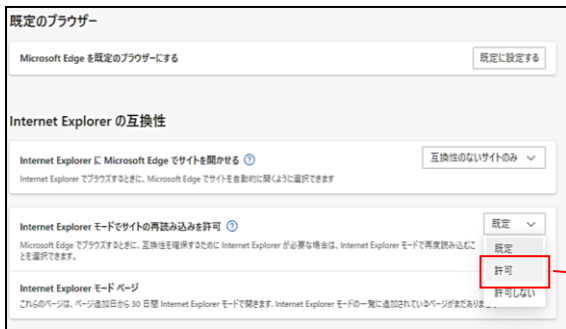 既定のブラウザー
Microsoft Edge を既定のブラウザーにする
既定に設定する
Internet Explorer の互換性
Internet Explorer に Microsoft Edge でサイトを開かせる ?
互換性のないサイトのみ
Internet Explorer でブラウズするときに、Microsoft Edge でサイトを自動的に開くように選択できます
Internet Explorer モードでサイトの再読み込みを許可 ?
既定
Microsoft Edge でブラウズするときに、互換性を確保するために Internet Explorer が必要な場合は、Internet Explorer モードで再度読み込むこ
とを選択できます。
既定
許可
許可しない
Internet Explorer モード ページ
これらのページは、ページ追加日から 30 日間 Internet Explorer モードで開きます. Internet Explorer モードの一覧に追加されているページがまだありま